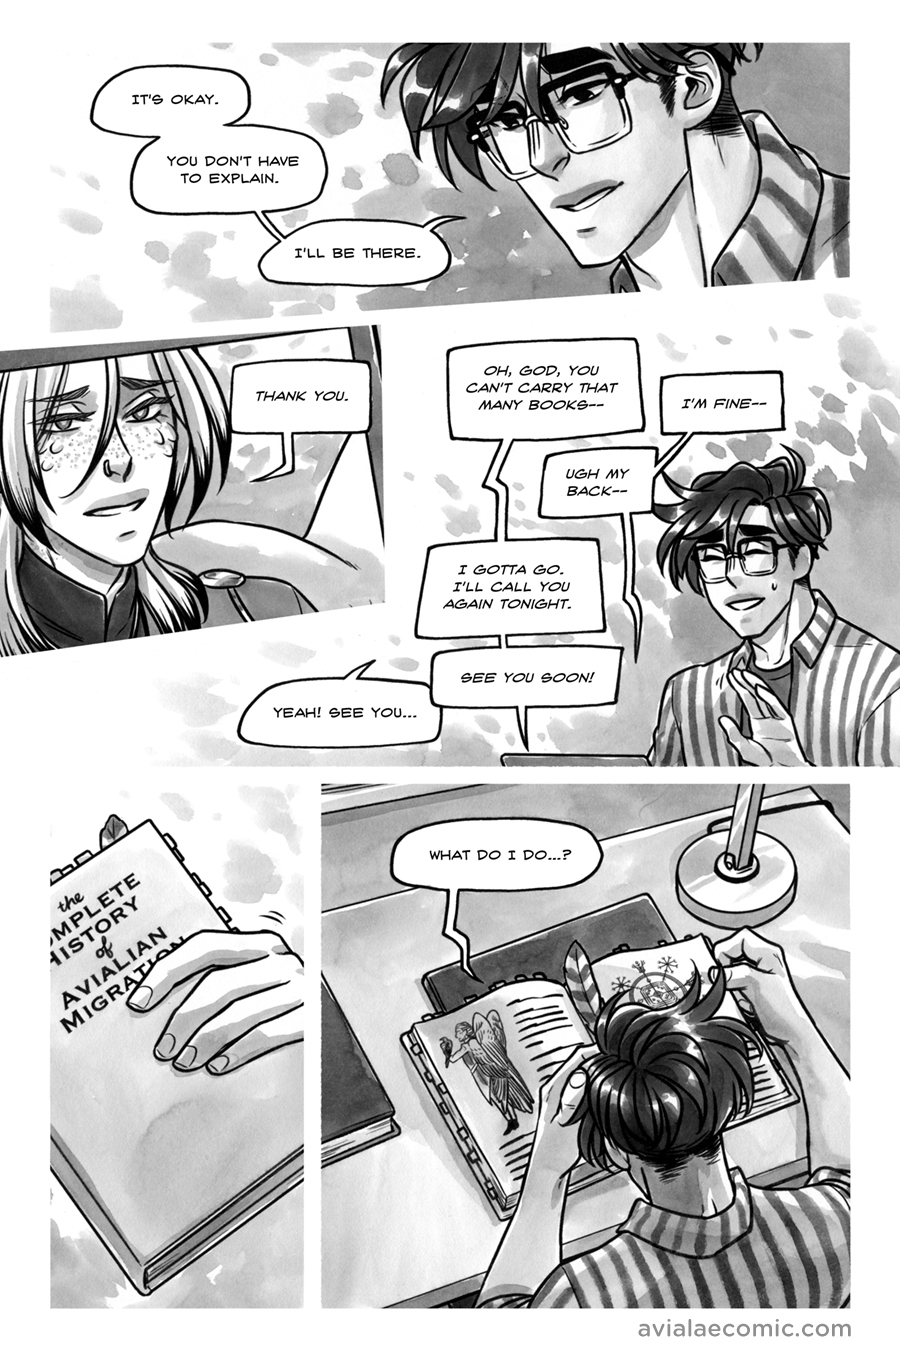 IT'S OKAY.
YOU DON'T HAVE
TO EXPLAIN.
I'LL BE THERE.
THANK YOU.
OH, GOD, YOU
CAN'T CARRY THAT
MANY BOOKS--
I'M FINE--
UGH MY
BACK--
I GOTTA GO.
I'LL CALL YOU
AGAIN TONIGHT.
SEE YOU SOON!
YEAH! SEE YOU...
the
OMPLETE
HISTORY
of
AVIALIAN
MIGRATION
WHAT DO I DO...?
avialaecomic.com